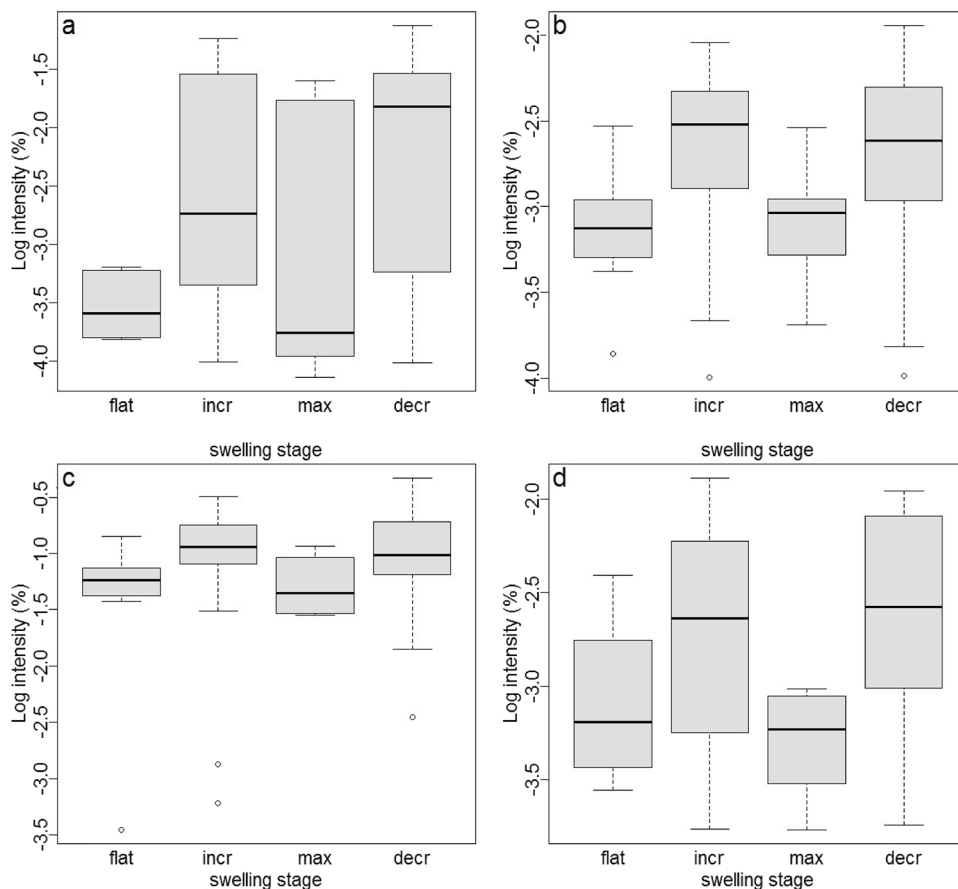 a
Log intensity (%)
-1.5
-2.0
-2.5
-3.0
-3.5
-4.0
flat incr max decr
swelling stage
b
Log intensity (%)
-2.0
-2.5
-3.0
-3.5
-4.0
flat incr max decr
swelling stage
c
Log intensity (%)
-0.5
-1.0
-1.5
-2.0
-2.5
-3.0
-3.5
flat incr max decr
swelling stage
d
Log intensity (%)
-2.0
-2.5
-3.0
-3.5
flat incr max decr
swelling stage